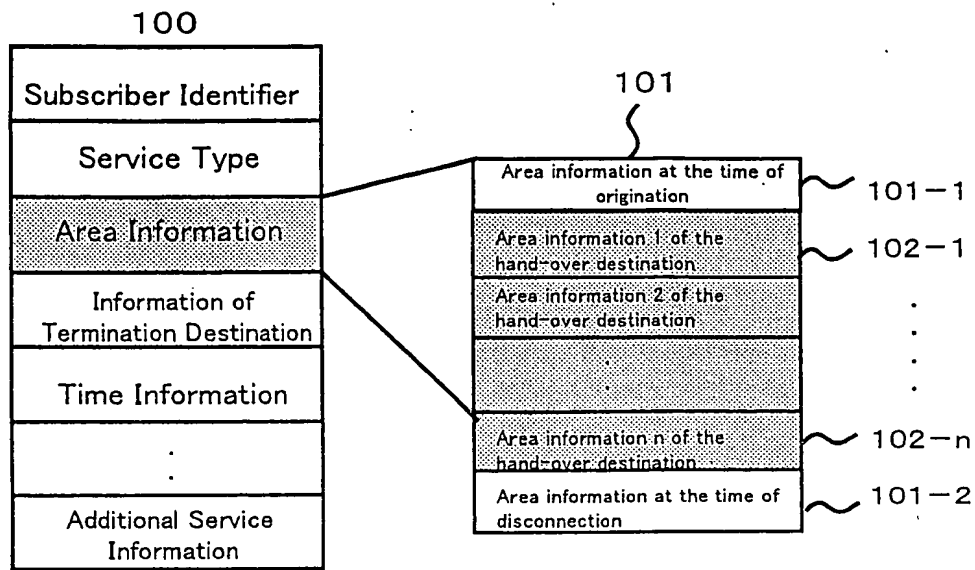 100
Subscriber Identifier
Service Type
Area Information
Information of
Termination Destination
Time Information
Additional Service
Information
101
Area information at the time of
origination
101-1
Area information 1 of the
hand-over destination
102-1
Area information 2 of the
hand-over destination
Area information n of the
hand-over destination
102-n
Area information at the time of
disconnection
101-2